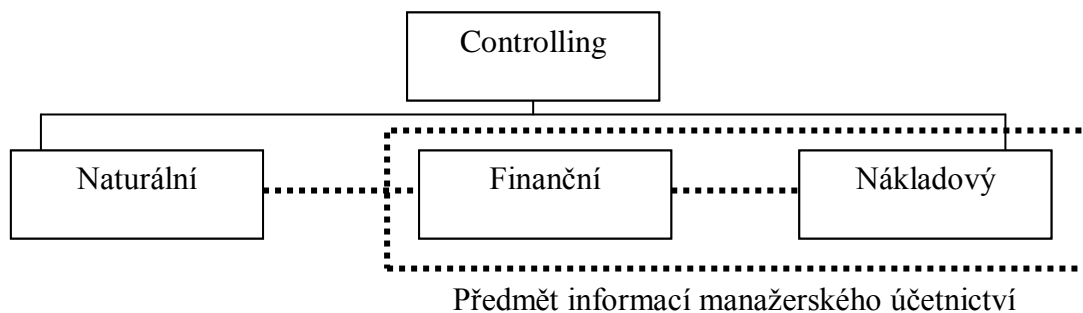 Controlling
Naturální
Finanční
Nákladový
Předmět informací manažerského účetnictví